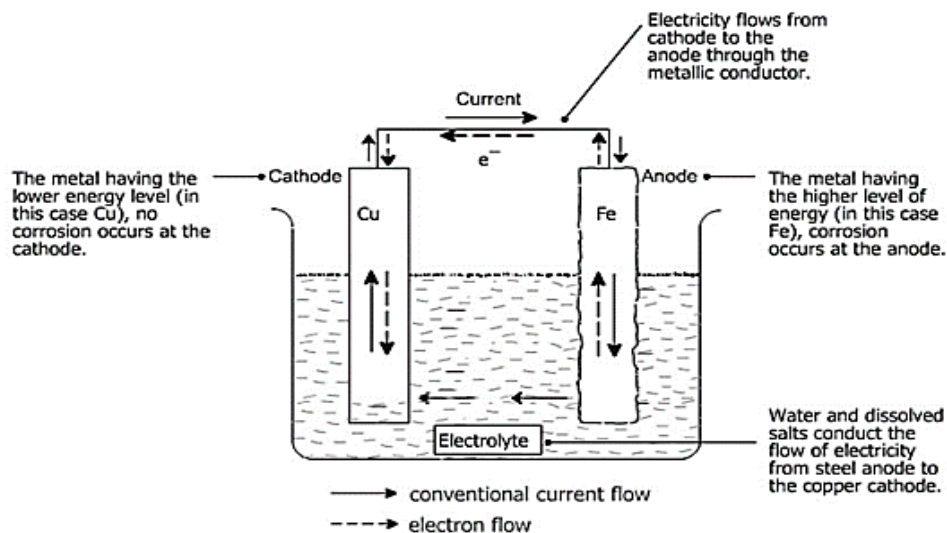 Electricity flows from
cathode to the
anode through the
metallic conductor.
Current
e−
Cathode
Anode
The metal having the
lower energy level (in
this case Cu), no
corrosion occurs at the
cathode.
Cu
Fe
The metal having
the higher level of
energy (in this case
Fe), corrosion
occurs at the anode.
Electrolyte
Water and dissolved
salts conduct the
flow of electricity
from steel anode to
the copper cathode.
conventional current flow
electron flow